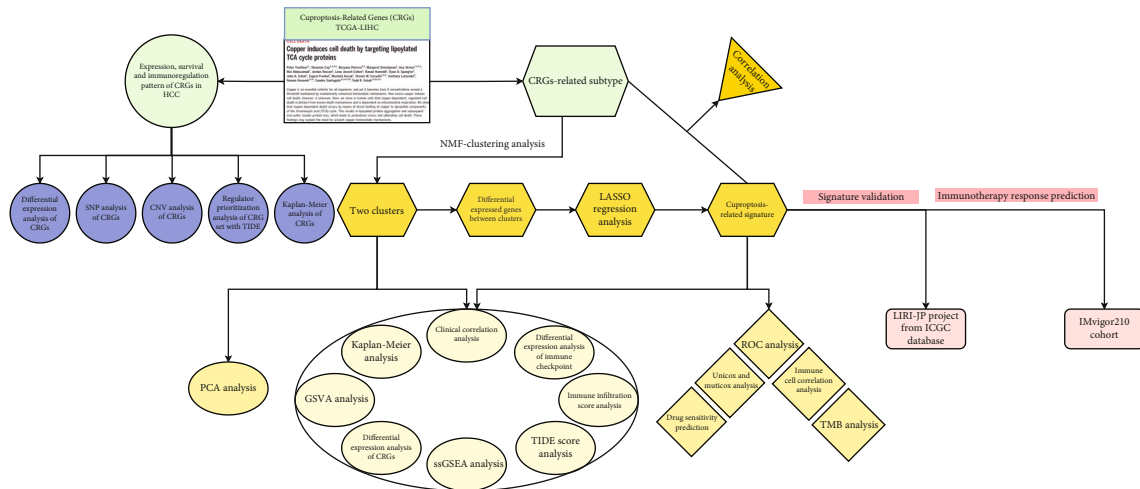 Cuproptosis-Related Genes (CRGs)
TCGA-LIHC
CELL DEATH
Copper induces cell death by targeting lipoylated
TCA cycle proteins
Expression, survival
and immunoregulation
pattern of CRGs in
HCC
CRGs-related subtype
Correlation
analysis
NMF-clustering analysis
Differential
expression
analysis of
CRGs
SNP analysis
of CRGs
CNV analysis
of CRGs
Regulator
prioritization
analysis of CRG
set with TIDE
Kaplan-Meier
analysis of
CRGs
Two clusters
Differential
expressed genes
between clusters
LASSO
regression
analysis
Cuproptosis-
related signature
Signature validation
Immunotherapy response prediction
LIRI-JP project
from ICGC
database
IMvigor210
cohort
PCA analysis
Clinical correlation
analysis
Kaplan-Meier
analysis
Differential
expression analysis
of immune
checkpoint
GSVA analysis
Immune infiltration
score analysis
Differential
expression analysis
of CRGs
ssGSEA analysis
TIDE score
analysis
ROC analysis
Unicox and
muticox analysis
Immune
cell correlation
analysis
Drug sensitivity
prediction
TMB analysis